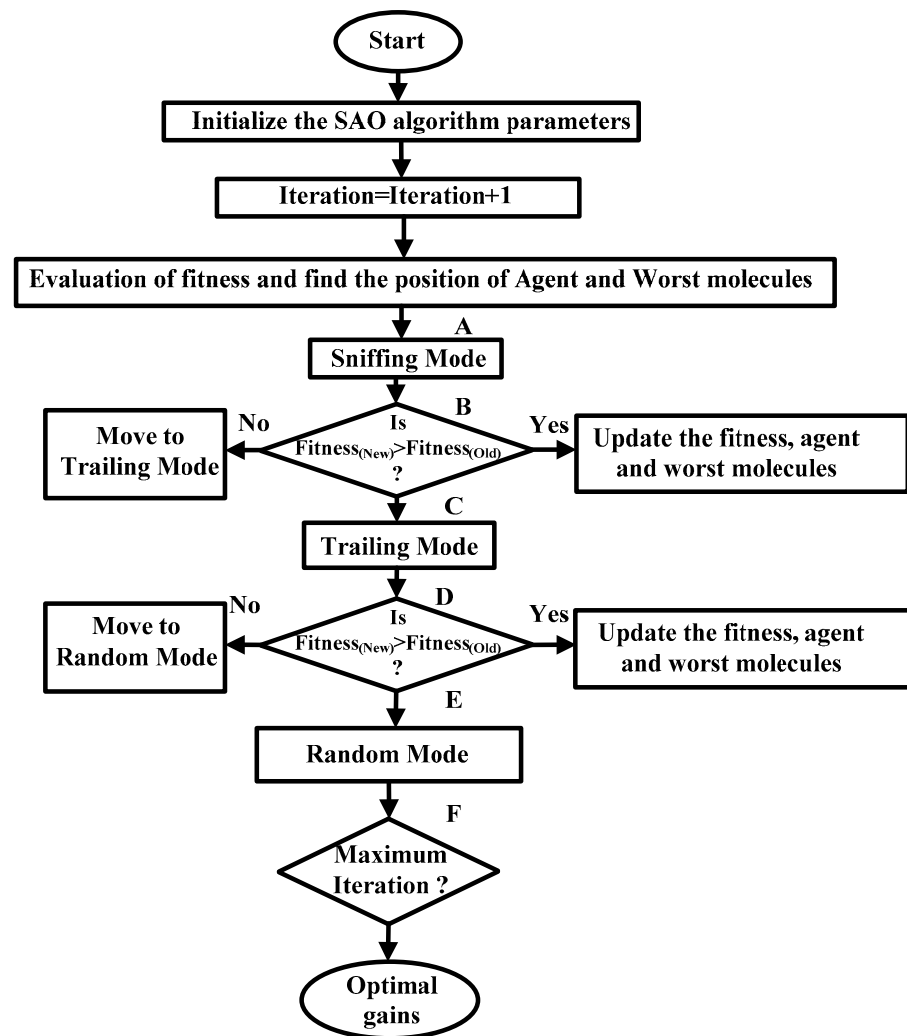 Start
Initialize the SAO algorithm parameters
Iteration=Iteration+1
Evaluation of fitness and find the position of Agent and Worst molecules
A
Sniffing Mode
B
No
Move to
Trailing Mode
Is
Fitness(New)>Fitness(Old)
?
Yes
Update the fitness, agent
and worst molecules
C
Trailing Mode
D
No
Move to
Random Mode
Is
Fitness(New)>Fitness(Old)
?
Yes
Update the fitness, agent
and worst molecules
E
Random Mode
F
Maximum
Iteration ?
Optimal
gains